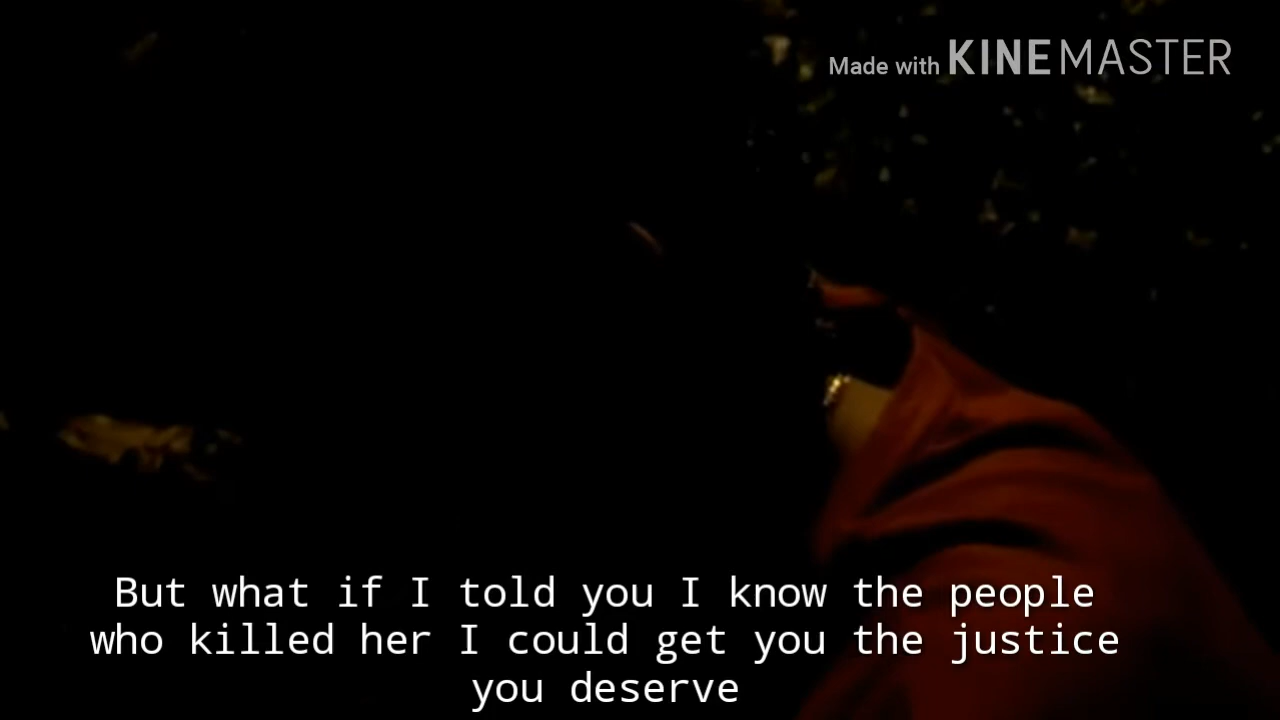 Made with KINEMASTER
But what if I told you I know the people
who killed her I could get you the justice
you deserve